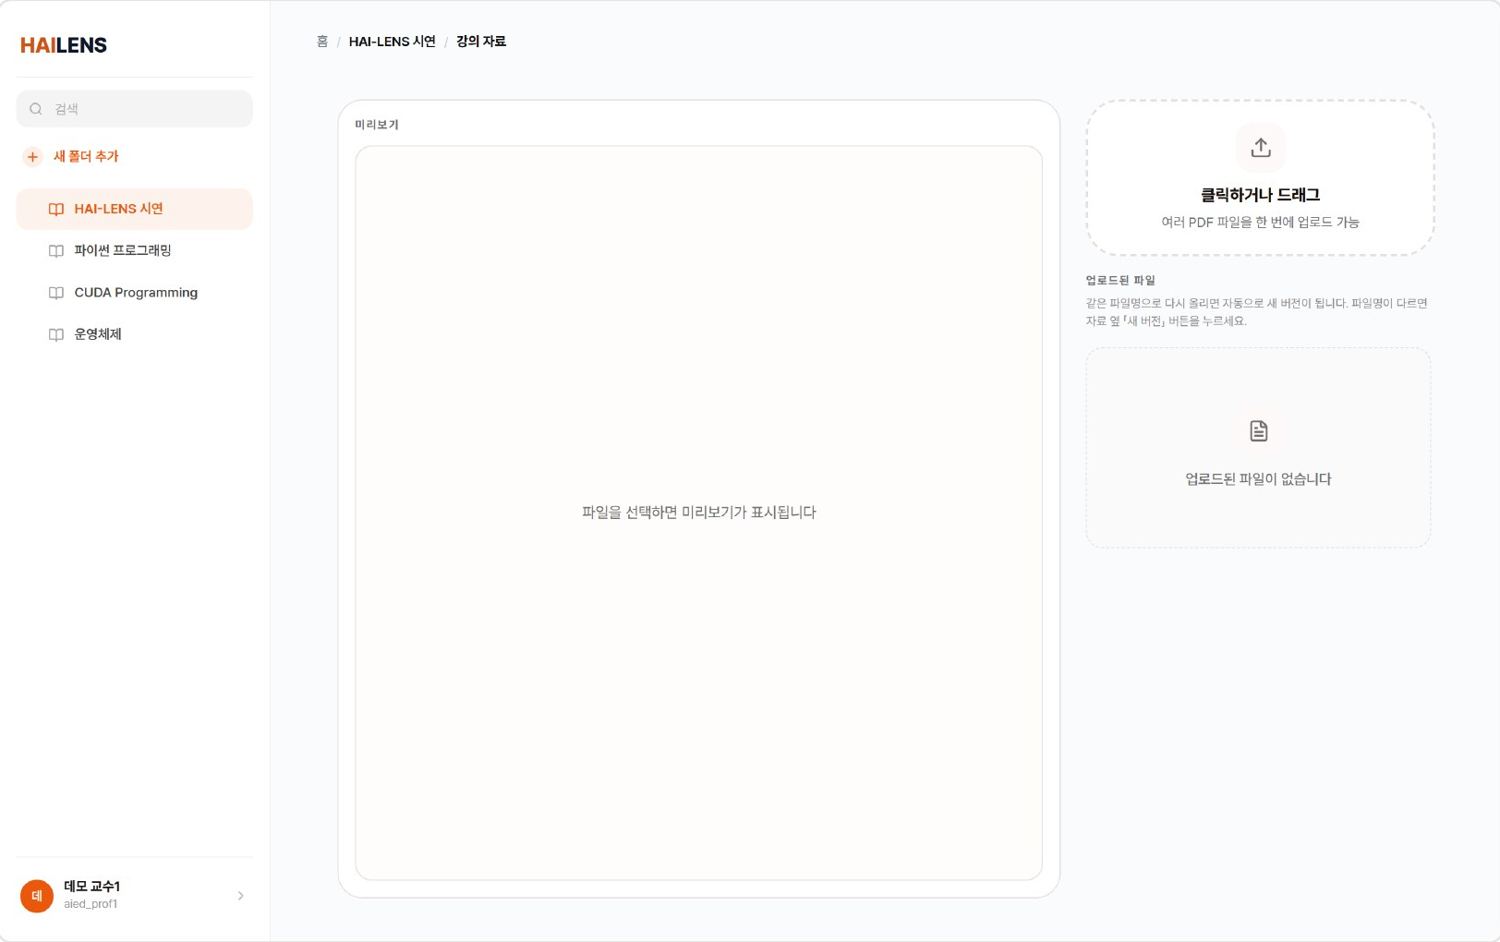 HAILENS
검색
새 폴더 추가
HAI-LENS 시연
파이썬 프로그래밍
CUDA Programming
운영체제
데
데모 교수1
aied_prof1
홈 / HAI-LENS 시연 / 강의 자료
미리보기
파일을 선택하면 미리보기가 표시됩니다
클릭하거나 드래그
여러 PDF 파일을 한 번에 업로드 가능
업로드된 파일
같은 파일명으로 다시 올리면 자동으로 새 버전이 됩니다. 파일명이 다르면
자료 옆 「새 버전」 버튼을 누르세요.
업로드된 파일이 없습니다